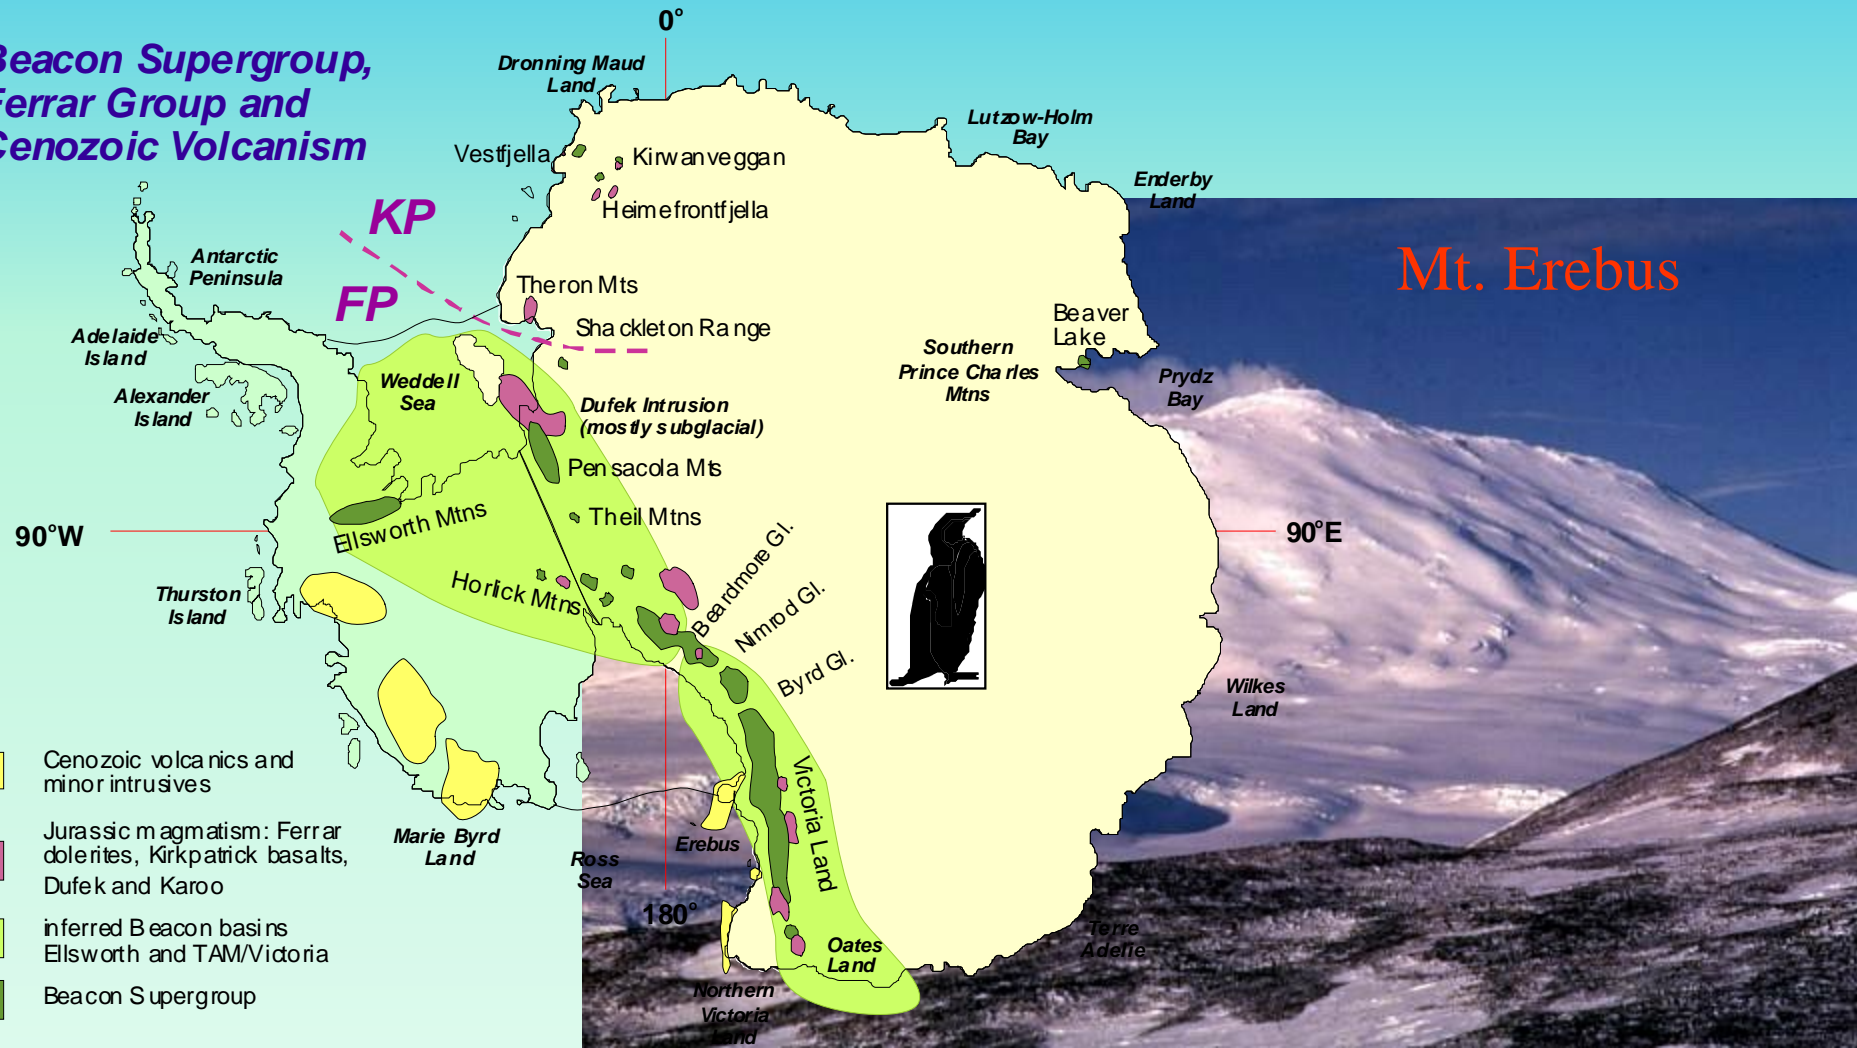 Beacon Supergroup,
Ferrar Group and
Cenozoic Volcanism
0°
Dronning Maud
Land
Lutzow-Holm
Bay
Enderby
Land
Vestfjella
Kirwanveggan
Heimefrontfjella
KP
FP
Antarctic
Peninsula
Mt. Erebus
Theron Mts
Shackleton Range
Beaver
Lake
Adelaide
Island
Southern
Prince Charles
Mtns
Prydz
Bay
Weddell
Sea
Alexander
Island
Dufek Intrusion
(mostly subglacial)
Pensacola Mts
Ellsworth Mtns
Theil Mtns
90°W
90°E
Horlick Mtns
Beardmore Gl.
Nimrod Gl.
Byrd Gl.
Thurston
Island
Wilkes
Land
Victoria Land
Cenozoic volcanics and
minor intrusives
Jurassic magmatism: Ferrar
dolerites, Kirkpatrick basalts,
Dufek and Karoo
inferred Beacon basins
Ellsworth and TAM/Victoria
Beacon Supergroup
Marie Byrd
Land
Ross
Sea
Erebus
180°
Oates
Land
Terre
Adelie
Northern
Victoria
Land